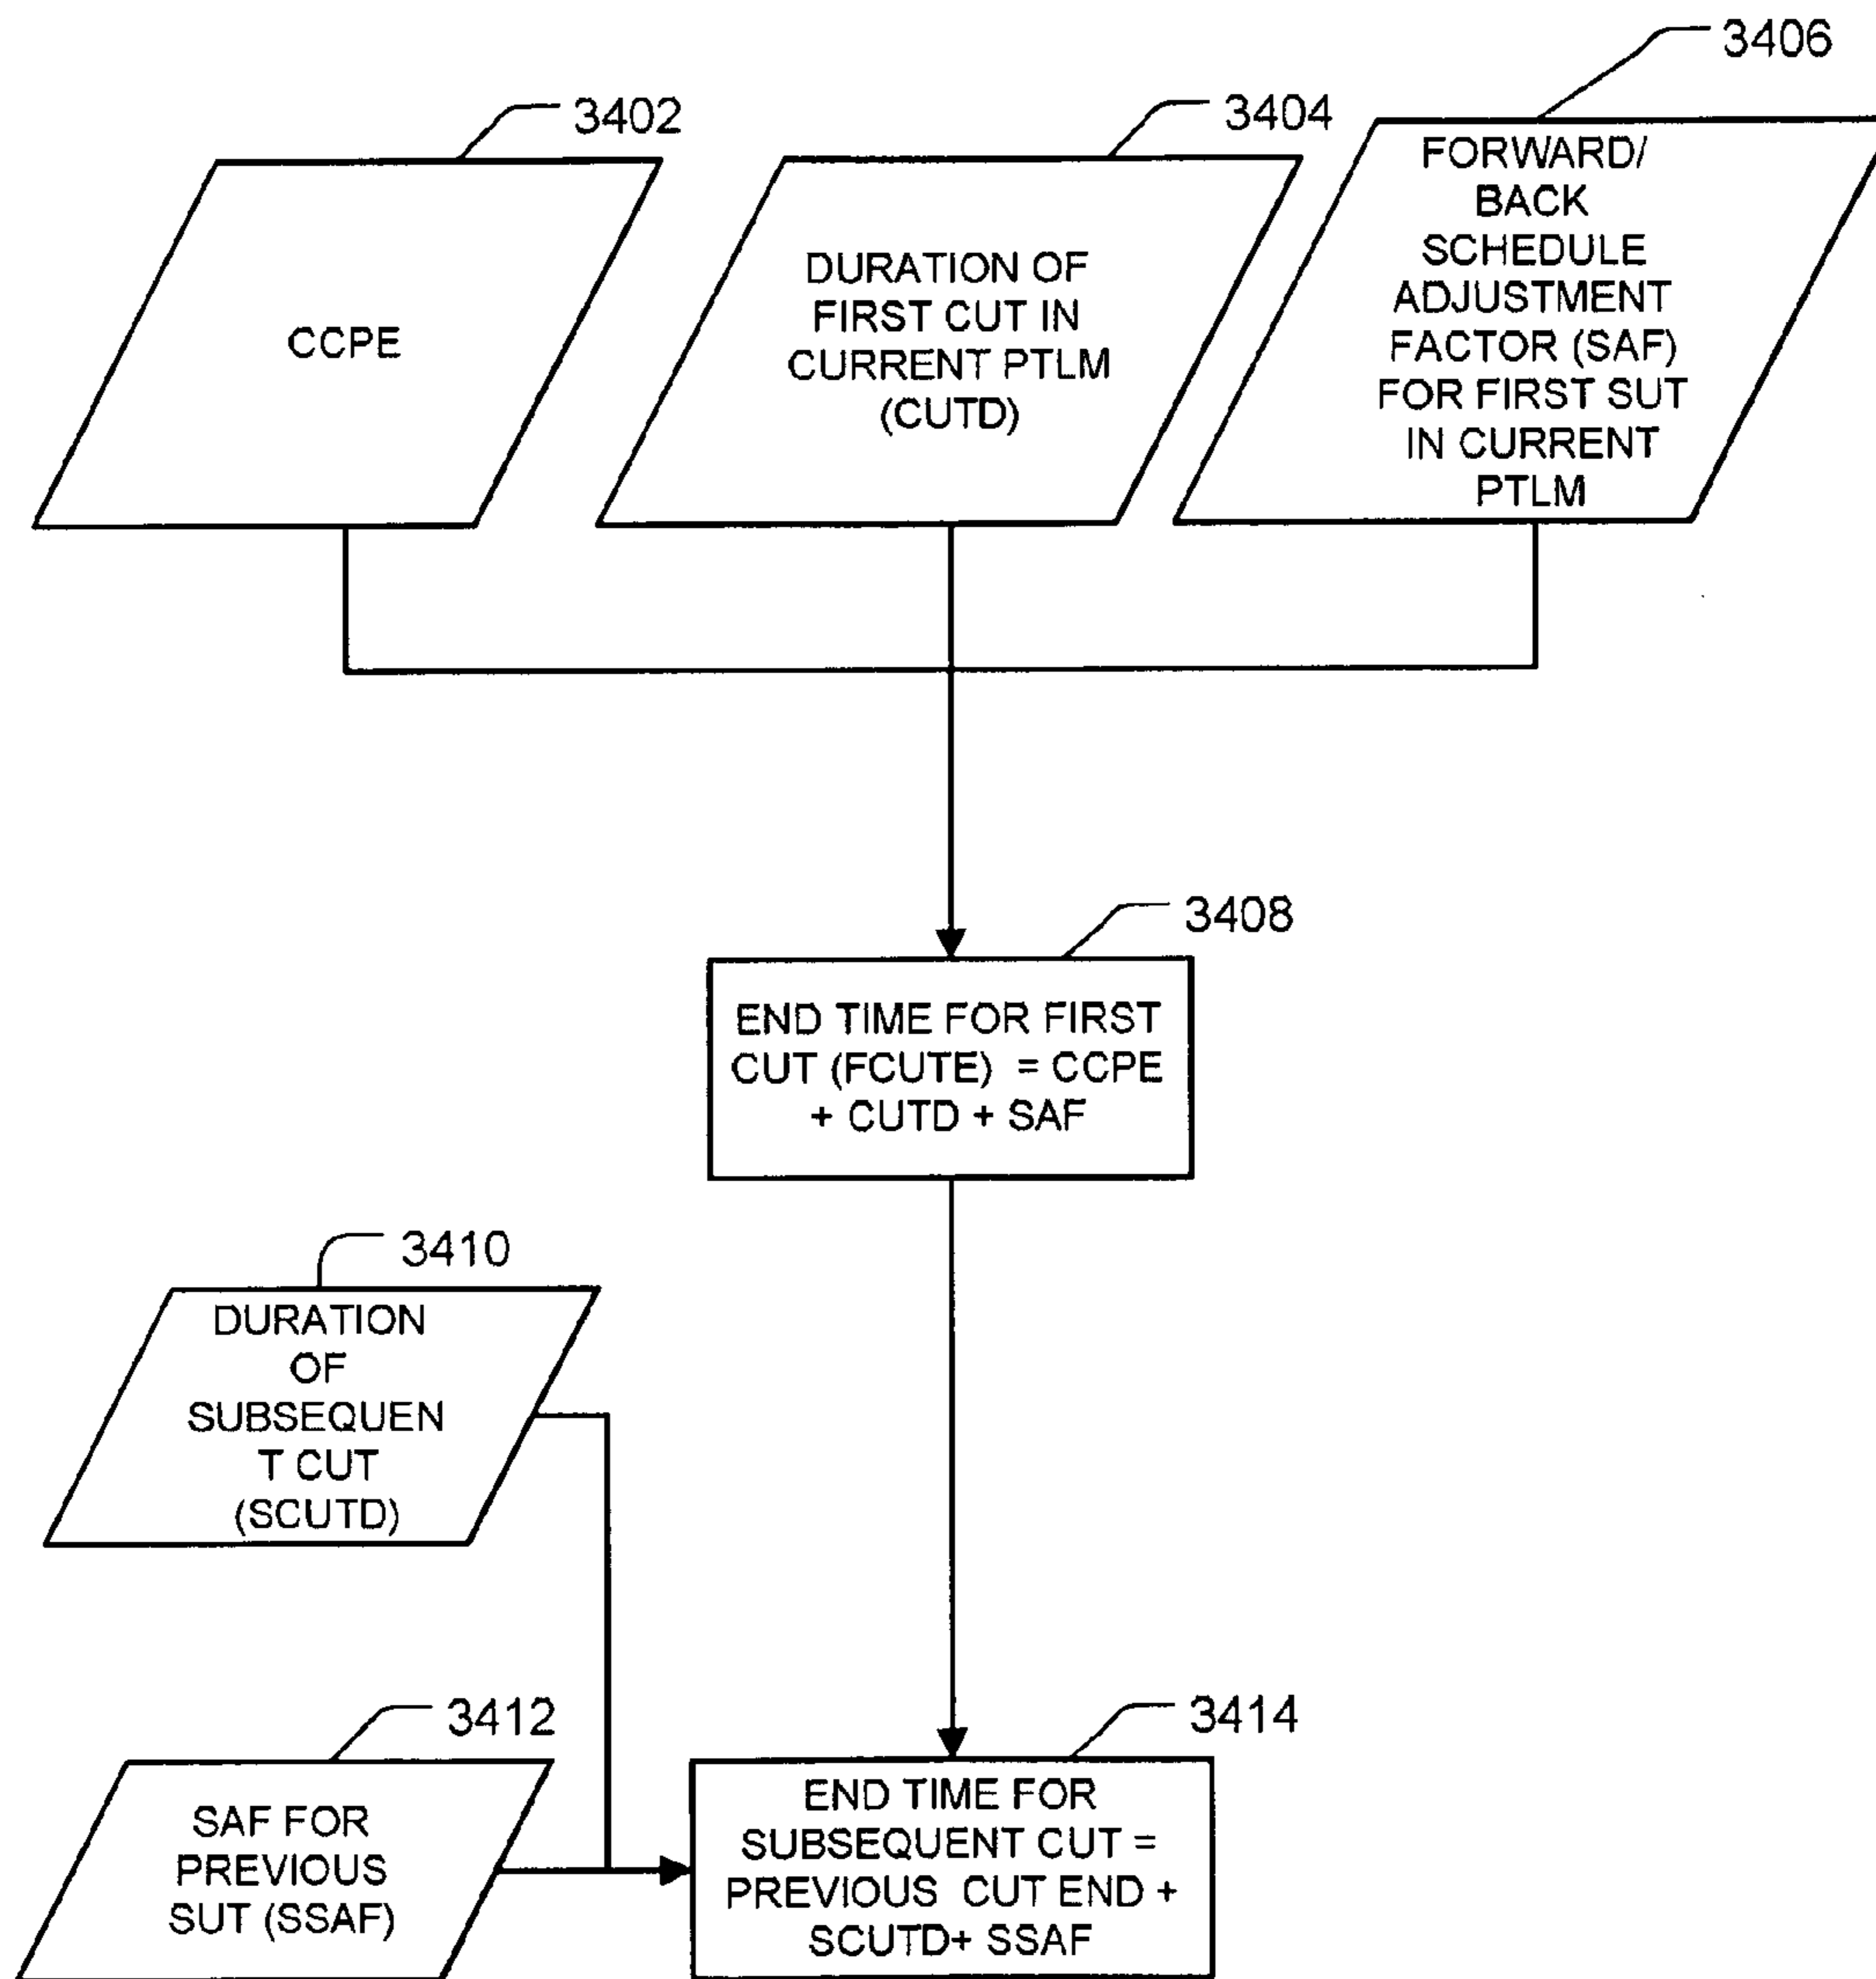 3402
3404
3406
CCPE
DURATION OF
FIRST CUT IN
CURRENT PTLM
(CUTD)
FORWARD/
BACK
SCHEDULE
ADJUSTMENT
FACTOR (SAF)
FOR FIRST SUT
IN CURRENT
PTLM
3408
END TIME FOR FIRST
CUT (FCUTE) = CCPE
+ CUTD + SAF
3410
DURATION
OF
SUBSEQUEN
T CUT
(SCUTD)
3412
SAF FOR
PREVIOUS
SUT (SSAF)
3414
END TIME FOR
SUBSEQUENT CUT =
PREVIOUS CUT END +
SCUTD+ SSAF